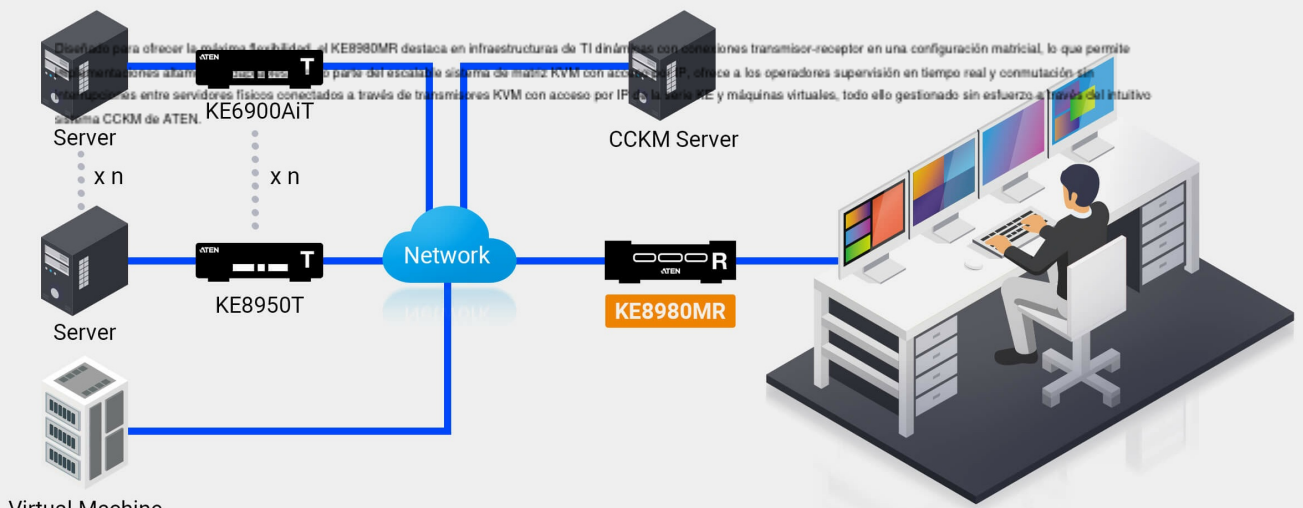 Diseñado para ofrecer la máxima flexibilidad, el KE8980MR destaca en infraestructuras de TI dinámicas con conexiones transmisor-receptor en una configuración matricial, lo que permite
implementaciones parte del escalable sistema de matriz KVM con acceso por IP, ofrece a los operadores supervisión en tiempo real y conmutación sin
interrupciones entre servidores físicos conectados a través de transmisores KVM con acceso por IP de la serie KE y máquinas virtuales, todo ello gestionado sin esfuerzo a través del intuitivo
sistema CCKM de ATEN.
ATEN
T
KE6900AiT
Server
CCKM Server
x n
x n
ATEN
T
KE8950T
Server
Network
ATEN
R
KE8980MR
Virtual Machine